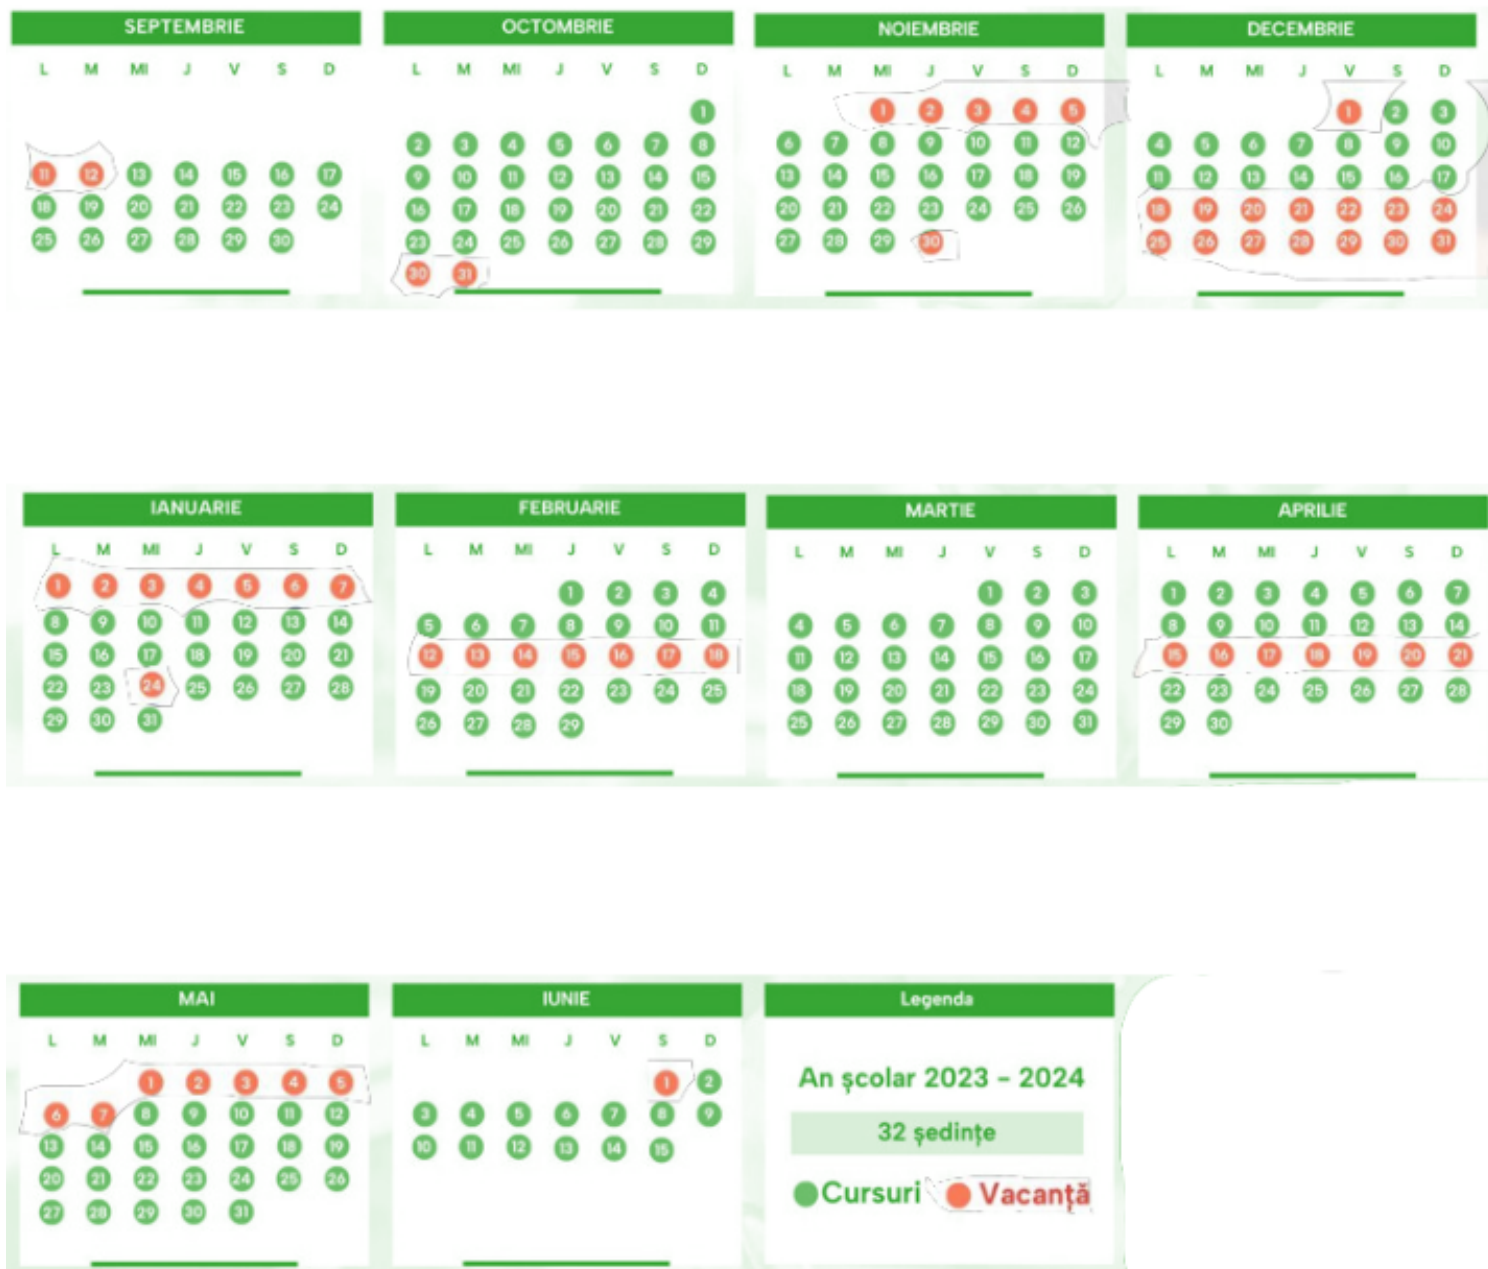 SEPTEMBRIE
L M MI J V S D
11 12 13 14 15 16 17
18 19 20 21 22 23 24
25 26 27 28 29 30
OCTOMBRIE
L M MI J V S D
1
2 3 4 5 6 7 8
9 10 11 12 13 14 15
16 17 18 19 20 21 22
23 24 25 26 27 28 29
30 31
NOIEMBRIE
L M MI J V S D
1 2 3 4 5
6 7 8 9 10 11 12
13 14 15 16 17 18 19
20 21 22 23 24 25 26
27 28 29 30
DECEMBRIE
L M MI J V S D
1 2 3
4 5 6 7 8 9 10
11 12 13 14 15 16 17
18 19 20 21 22 23 24
25 26 27 28 29 30 31
IANUARIE
L M MI J V S D
1 2 3 4 5 6 7
8 9 10 11 12 13 14
15 16 17 18 19 20 21
22 23 24 25 26 27 28
29 30 31
FEBRUARIE
L M MI J V S D
1 2 3 4
5 6 7 8 9 10 11
12 13 14 15 16 17 18
19 20 21 22 23 24 25
26 27 28 29
MARTIE
L M MI J V S D
1 2 3
4 5 6 7 8 9 10
11 12 13 14 15 16 17
18 19 20 21 22 23 24
25 26 27 28 29 30 31
APRILIE
L M MI J V S D
1 2 3 4 5 6 7
8 9 10 11 12 13 14
15 16 17 18 19 20 21
22 23 24 25 26 27 28
29 30
MAI
L M MI J V S D
1 2 3 4 5
6 7 8 9 10 11 12
13 14 15 16 17 18 19
20 21 22 23 24 25 26
27 28 29 30 31
IUNIE
L M MI J V S D
1 2
3 4 5 6 7 8 9
10 11 12 13 14 15
Legenda
An școlar 2023 - 2024
32 ședințe
Cursuri Vacanță